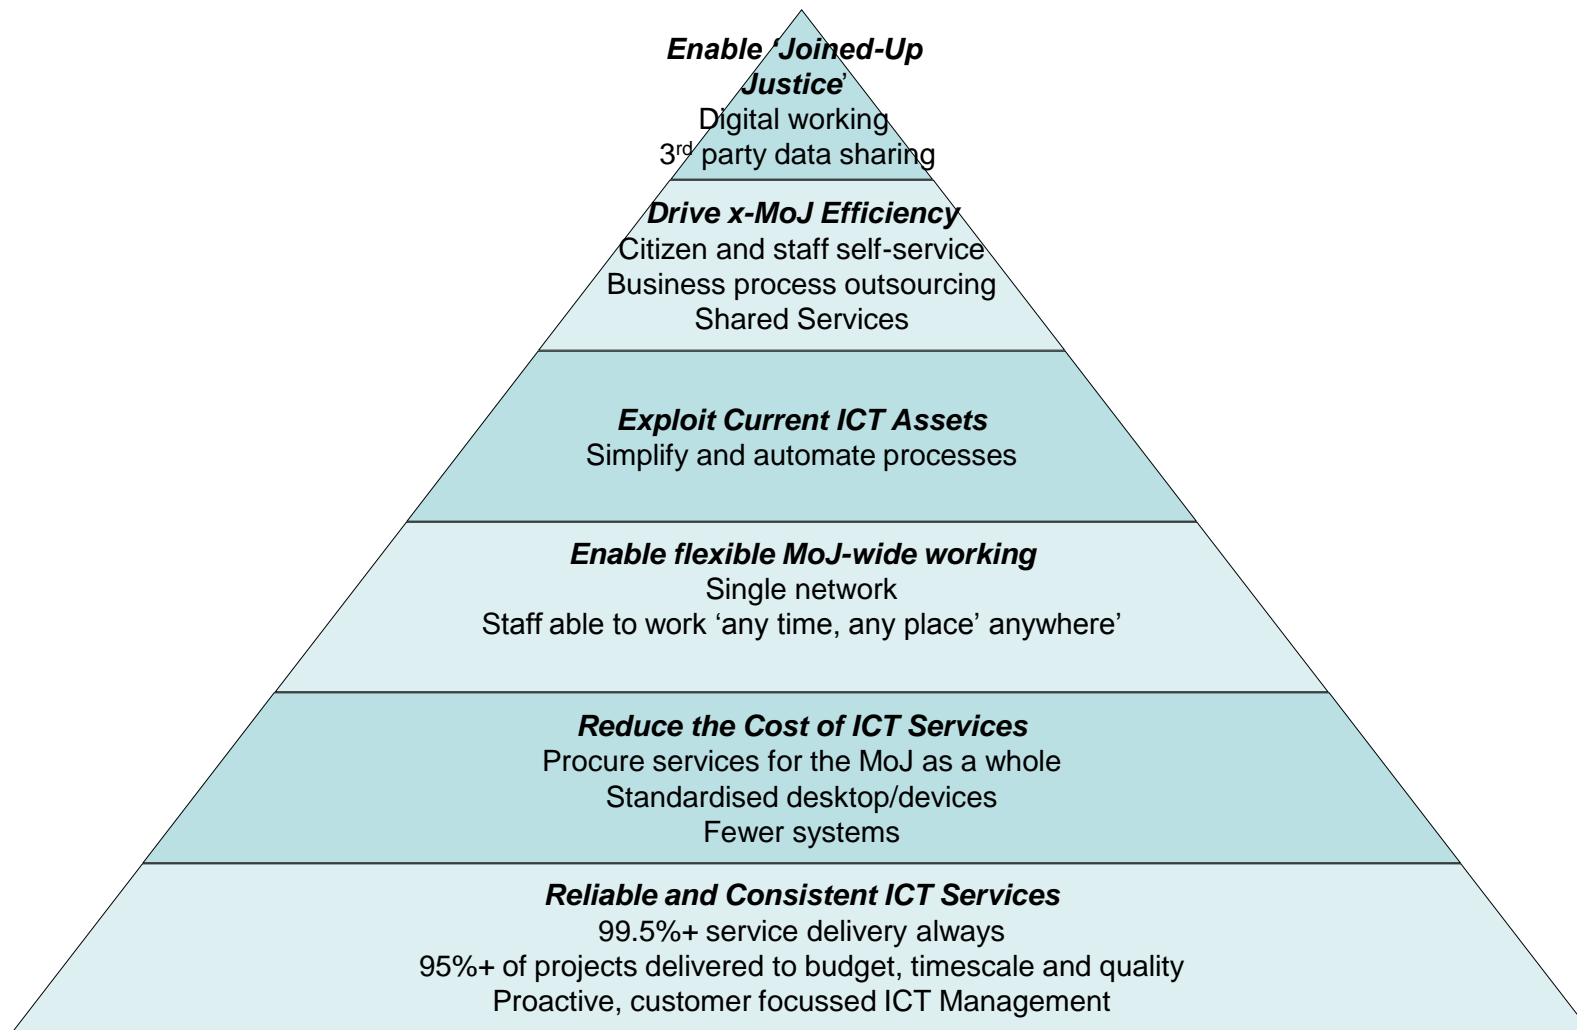 Enable ‘Joined-Up
Justice’
Digital working
3rd party data sharing
Drive x-MoJ Efficiency
Citizen and staff self-service
Business process outsourcing
Shared Services
Exploit Current ICT Assets
Simplify and automate processes
Enable flexible MoJ-wide working
Single network
Staff able to work ‘any time, any place’ anywhere’
Reduce the Cost of ICT Services
Procure services for the MoJ as a whole
Standardised desktop/devices
Fewer systems
Reliable and Consistent ICT Services
99.5%+ service delivery always
95%+ of projects delivered to budget, timescale and quality
Proactive, customer focussed ICT Management